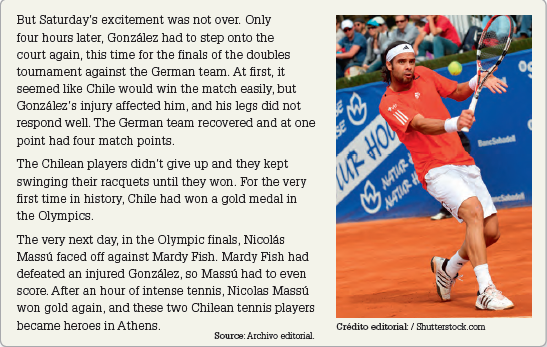 But Saturday's excitement was not over. Only
four hours later, González had to step onto the
court again, this time for the finals of the doubles
tournament against the German team. At first, it
seemed like Chile would win the match easily, but
González's injury affected him, and his legs did not
respond well. The German team recovered and at one
point had four match points.
The Chilean players didn't give up and they kept
swinging their racquets until they won. For the very
first time in history, Chile had won a gold medal in
the Olympics.
The very next day, in the Olympic finals, Nicolás
Massú faced off against Mardy Fish. Mardy Fish had
defeated an injured González, so Massú had to even
score. After an hour of intense tennis, Nicolas Massú
won gold again, and these two Chilean tennis players
became heroes in Athens.
Source: Archivo editorial.
BancSabadell
NATUR HOUSE
Crédito editorial: / Shutterstock.com